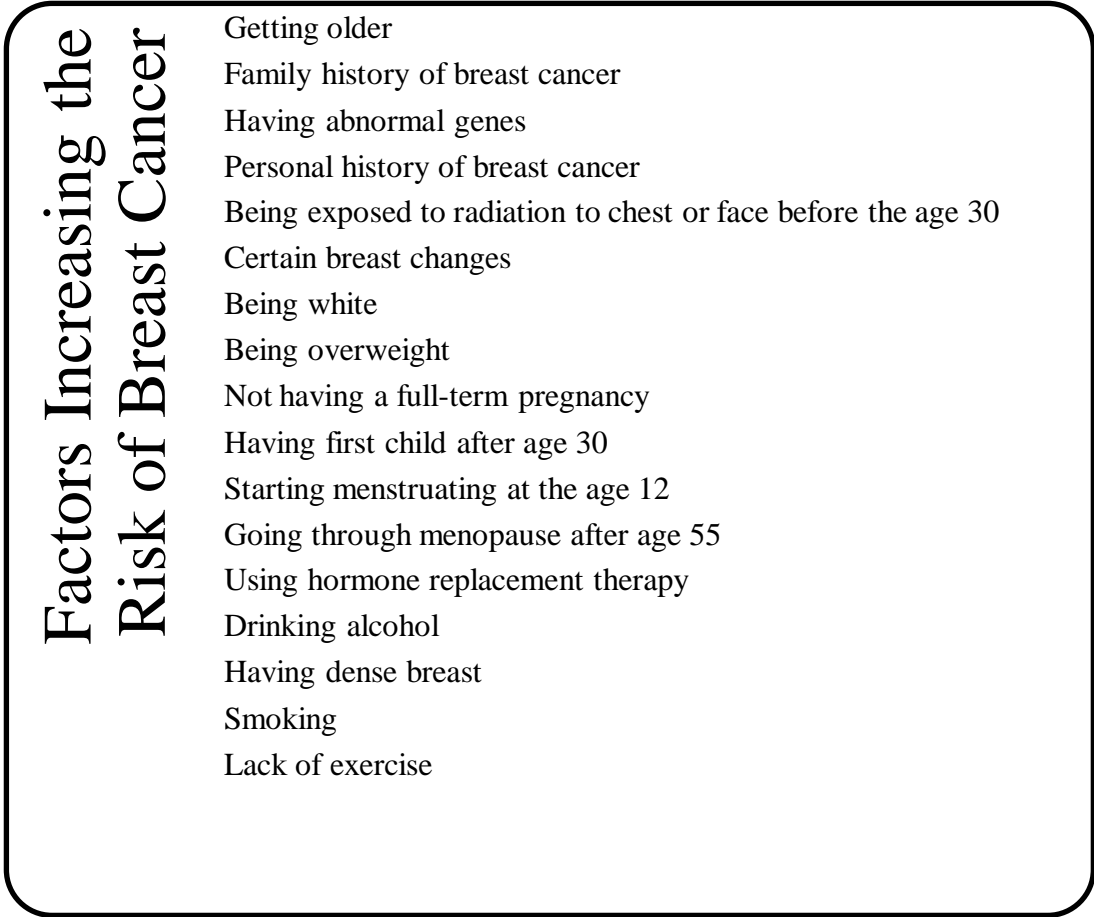 Factors Increasing the
Risk of Breast Cancer
Getting older
Family history of breast cancer
Having abnormal genes
Personal history of breast cancer
Being exposed to radiation to chest or face before the age 30
Certain breast changes
Being white
Being overweight
Not having a full-term pregnancy
Having first child after age 30
Starting menstruating at the age 12
Going through menopause after age 55
Using hormone replacement therapy
Drinking alcohol
Having dense breast
Smoking
Lack of exercise